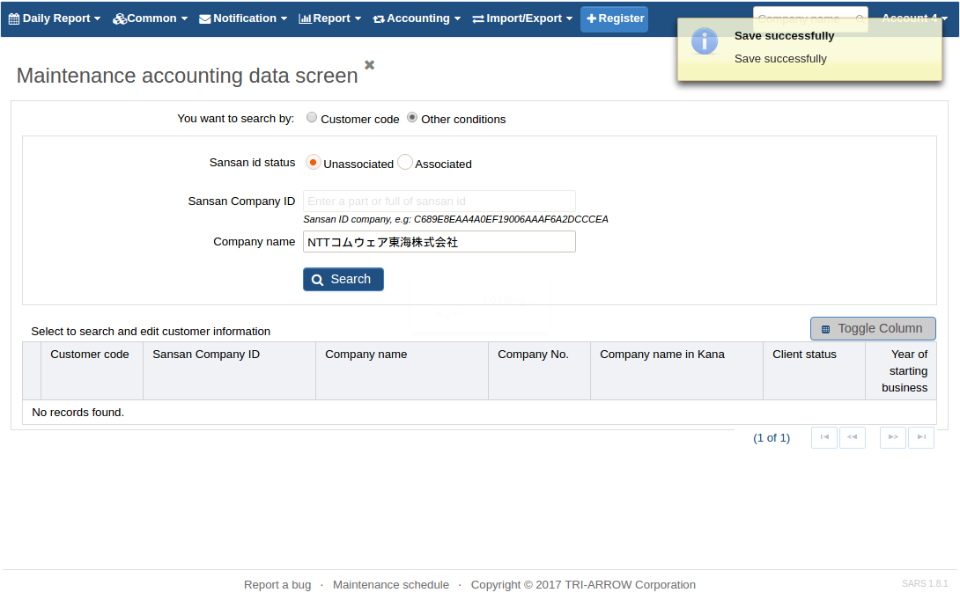 Daily Report Common Notification Report Accounting Import/Export Register Company name Account 4
Save successfully
Save successfully
Maintenance accounting data screen
You want to search by: Customer code Other conditions
Sansan id status Unassociated Associated
Sansan Company ID Enter a part or full of sansan id
Sansan ID company, e.g: C689E8EAA4A0EF19006AAAF6A2DCCCEA
Company name NTTコムウェア東海株式会社
Search
Select to search and edit customer information
Toggle Column
Customer code Sansan Company ID Company name Company No. Company name in Kana Client status Year of
starting
business
No records found.
(1 of 1)
Report a bug · Maintenance schedule · Copyright © 2017 TRI-ARROW Corporation
SARS 1.8.1